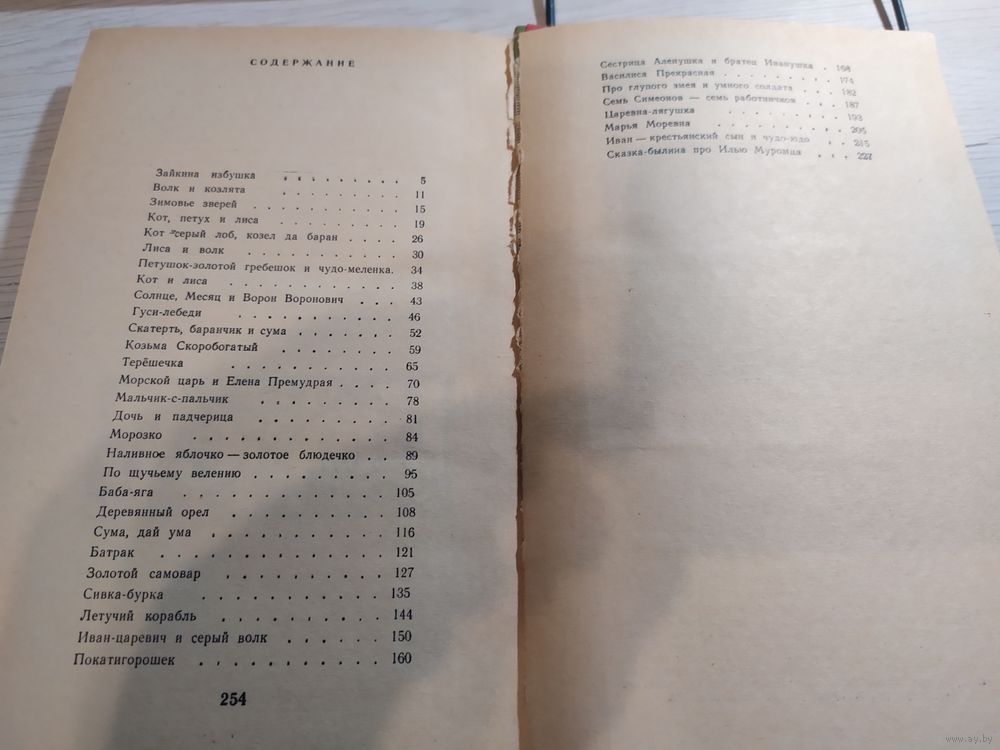 СОДЕРЖАНИЕ
Зайкина избушка . . . . . . . . . 5
Волк и козлята . . . . . . . . . 11
Зимовье зверей . . . . . . . . . . 15
Кот, петух и лиса . . . . . . . . . 19
Кот — серый лоб, козел да баран . . . . 26
Лиса и волк . . . . . . . . . . 30
Петушок-золотой гребешок и чудо-меленка. 34
Кот и лиса . . . . . . . . . . . 38
Солнце, Месяц и Ворон Воронович . . . 43
Гуси-лебеди . . . . . . . . . . 46
Скатерть, баранчик и сума . . . . . . . 52
Козьма Скоробогатый . . . . . . . . 59
Терёшечка . . . . . . . . . . . 65
Морской царь и Елена Премудрая . . . . 70
Мальчик-с-пальчик . . . . . . . . . 78
Дочь и падчерица . . . . . . . . . 81
Морозко . . . . . . . . . . . . 84
Наливное яблочко — золотое блюдечко . . 89
По щучьему велению . . . . . . . . . 95
Баба-яга . . . . . . . . . . . . . 105
Деревянный орел . . . . . . . . . . 108
Сума, дай ума . . . . . . . . . . . 116
Батрак . . . . . . . . . . . . . . 121
Золотой самовар . . . . . . . . . . 127
Сивка-бурка . . . . . . . . . . . 135
Летучий корабль . . . . . . . . . . 144
Иван-царевич и серый волк . . . . . . 150
Покатигорошек . . . . . . . . . . . 160
254
Сестрица Аленушка и братец Иванушка . 168
Василиса Прекрасная . . . . . . . . 174
Про глупого змея и умного солдата . . . 182
Семь Симеонов — семь работничков . . . 187
Царевна-лягушка . . . . . . . . . 193
Марья Моревна . . . . . . . . . . 205
Иван — крестьянский сын и чудо-юдо . . 215
Сказка-былина про Илью Муромца . . . 227
www.ay.by